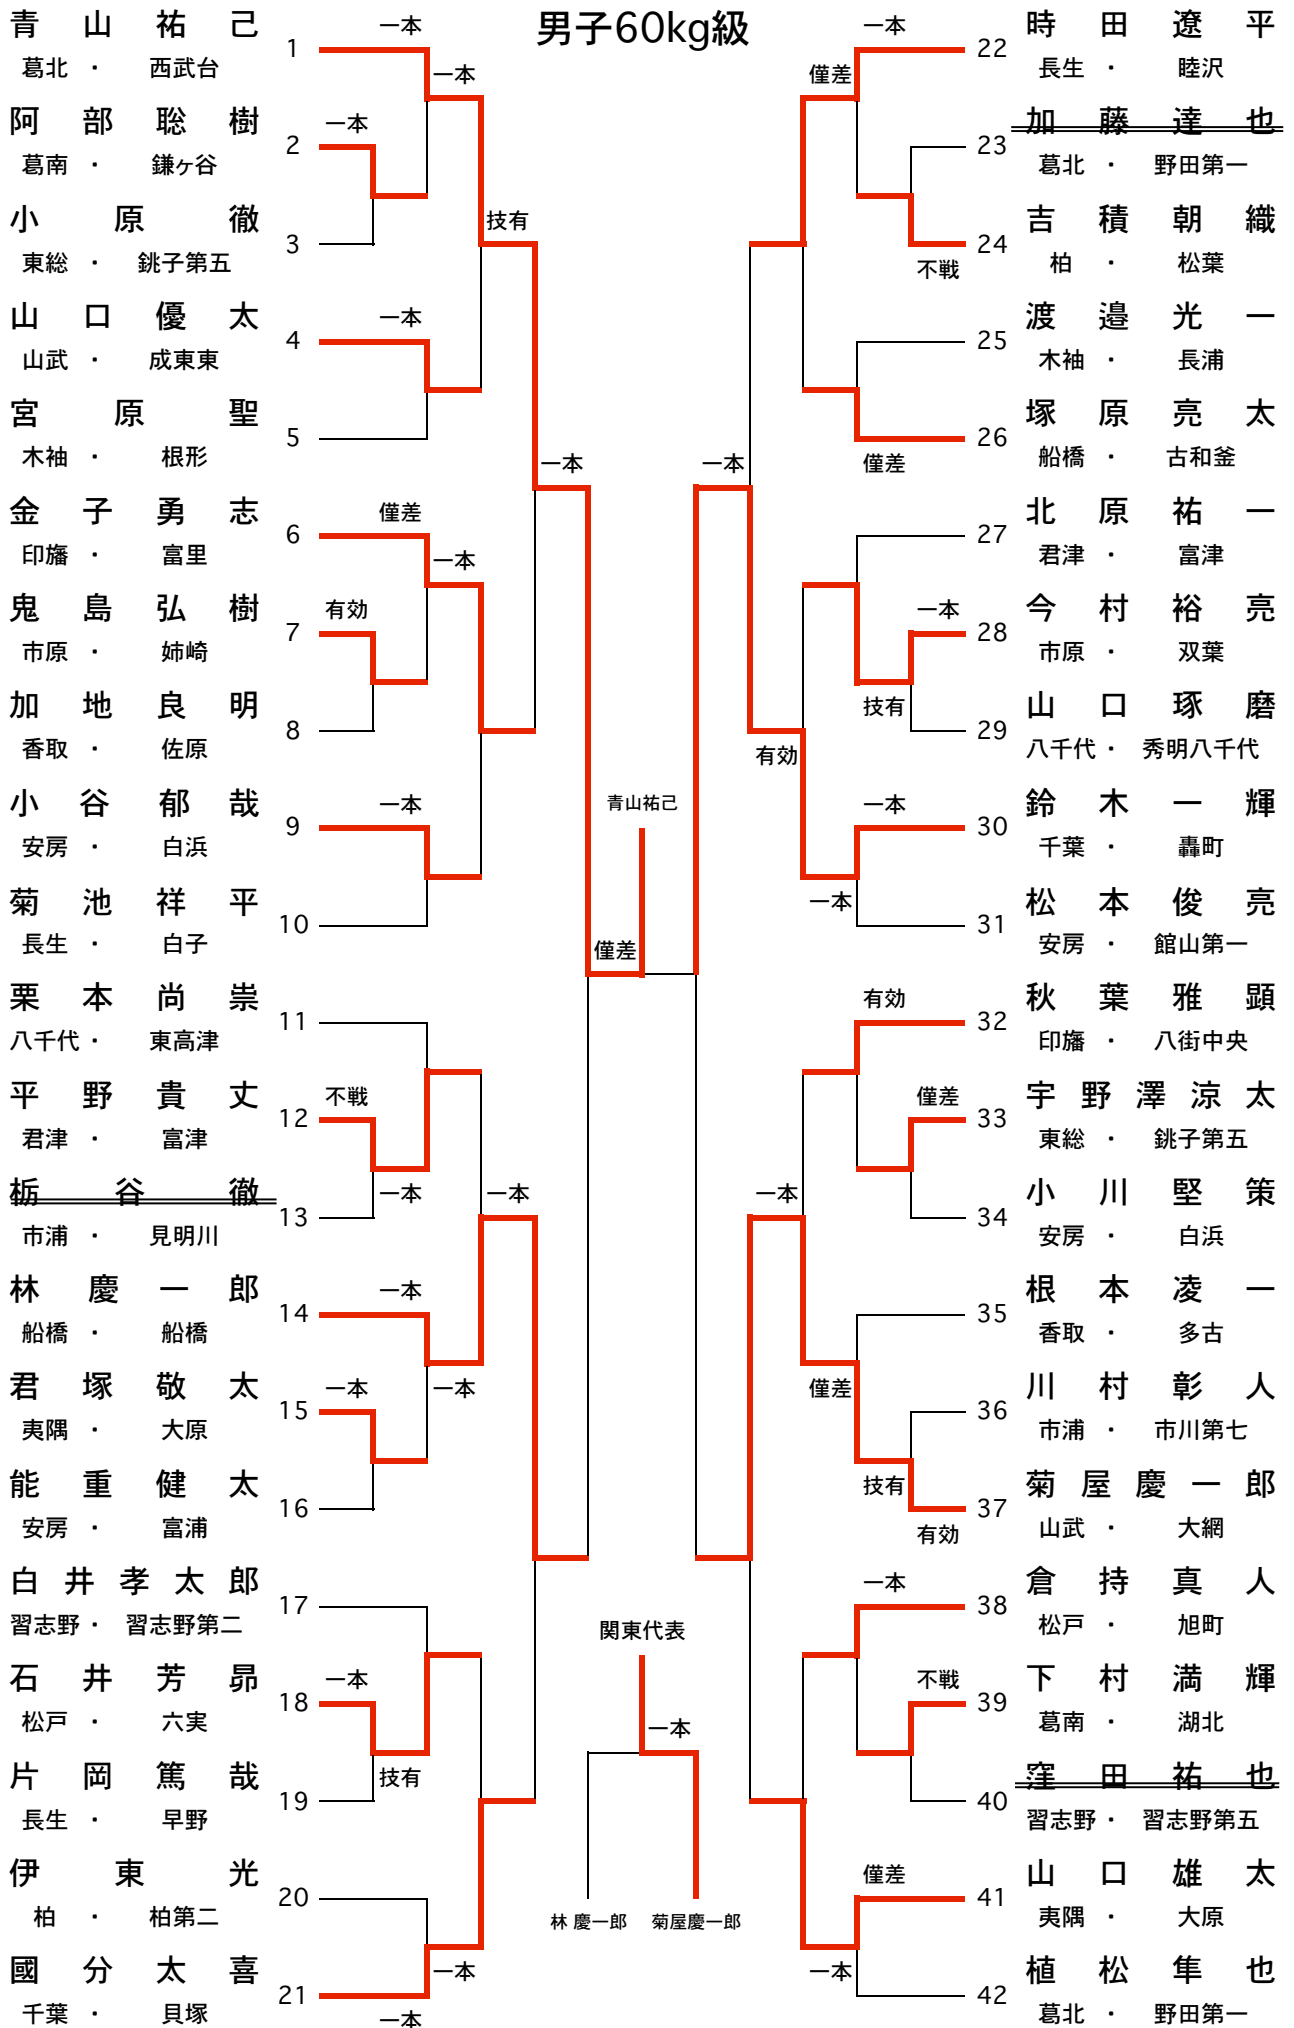 男子60kg級
青山祐己
1
葛北 ・ 西武台
阿部聡樹
2
葛南 ・ 鎌ヶ谷
小原徹
3
東総 ・ 銚子第五
山口優太
4
山武 ・ 成東東
宮原聖
5
木袖 ・ 根形
金子勇志
6
印旛 ・ 富里
鬼島弘樹
7
市原 ・ 姉崎
加地良明
8
香取 ・ 佐原
小谷郁哉
9
安房 ・ 白浜
菊池祥平
10
長生 ・ 白子
栗本尚崇
11
八千代 ・ 東高津
平野貴丈
12
君津 ・ 富津
栃谷徹
13
市浦 ・ 見明川
林慶一郎
14
船橋 ・ 船橋
君塚敬太
15
夷隅 ・ 大原
能重健太
16
安房 ・ 富浦
白井孝太郎
17
習志野 ・ 習志野第二
石井芳昴
18
松戸 ・ 六実
片岡篤哉
19
長生 ・ 早野
伊東光
20
柏 ・ 柏第二
國分太喜
21
千葉 ・ 貝塚
一本
一本
一本
技有
一本
一本
僅差
一本
有効
一本
不戦
一本
一本
一本
一本
一本
一本
技有
一本
一本
青山祐己
僅差
関東代表
一本
林 慶一郎
菊屋慶一郎
一本
僅差
不戦
僅差
一本
一本
技有
有効
一本
一本
有効
僅差
一本
僅差
技有
有効
一本
不戦
僅差
一本
時田遼平
22
長生 ・ 睦沢
加藤達也
23
葛北 ・ 野田第一
吉積朝織
24
柏 ・ 松葉
渡邉光一
25
木袖 ・ 長浦
塚原亮太
26
船橋 ・ 古和釜
北原祐一
27
君津 ・ 富津
今村裕亮
28
市原 ・ 双葉
山口琢磨
29
八千代 ・ 秀明八千代
鈴木一輝
30
千葉 ・ 轟町
松本俊亮
31
安房 ・ 館山第一
秋葉雅顕
32
印旛 ・ 八街中央
宇野澤涼太
33
東総 ・ 銚子第五
小川堅策
34
安房 ・ 白浜
根本凌一
35
香取 ・ 多古
川村彰人
36
市浦 ・ 市川第七
菊屋慶一郎
37
山武 ・ 大網
倉持真人
38
松戸 ・ 旭町
下村満輝
39
葛南 ・ 湖北
窪田祐也
40
習志野 ・ 習志野第五
山口雄太
41
夷隅 ・ 大原
植松隼也
42
葛北 ・ 野田第一